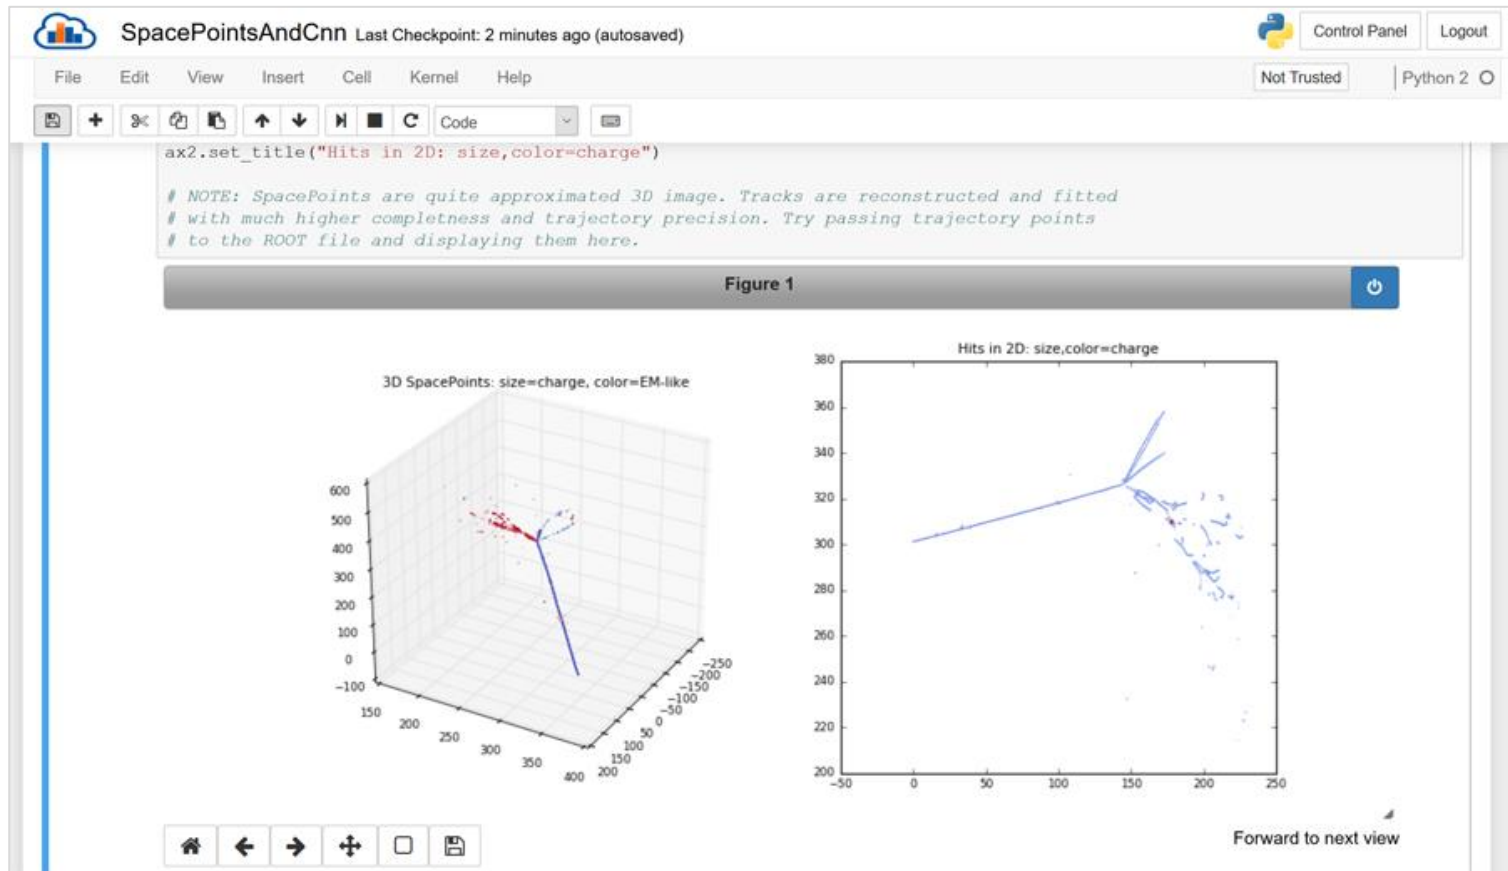 SpacePointsAndCnn Last Checkpoint: 2 minutes ago (autosaved)
Control Panel
Logout
File Edit View Insert Cell Kernel Help
Not Trusted
Python 2
Code
ax2.set_title("Hits in 2D: size,color=charge")
# NOTE: SpacePoints are quite approximated 3D image. Tracks are reconstructed and fitted
# with much higher completness and trajectory precision. Try passing trajectory points
# to the ROOT file and displaying them here.
Figure 1
3D SpacePoints: size=charge, color=EM-like
600
500
400
300
200
100
0
−100
150
200
250
300
350
400
−250
−200
−150
−100
−50
0
50
100
150
200
Hits in 2D: size,color=charge
380
360
340
320
300
280
260
240
220
200
−50 0 50 100 150 200 250
Forward to next view